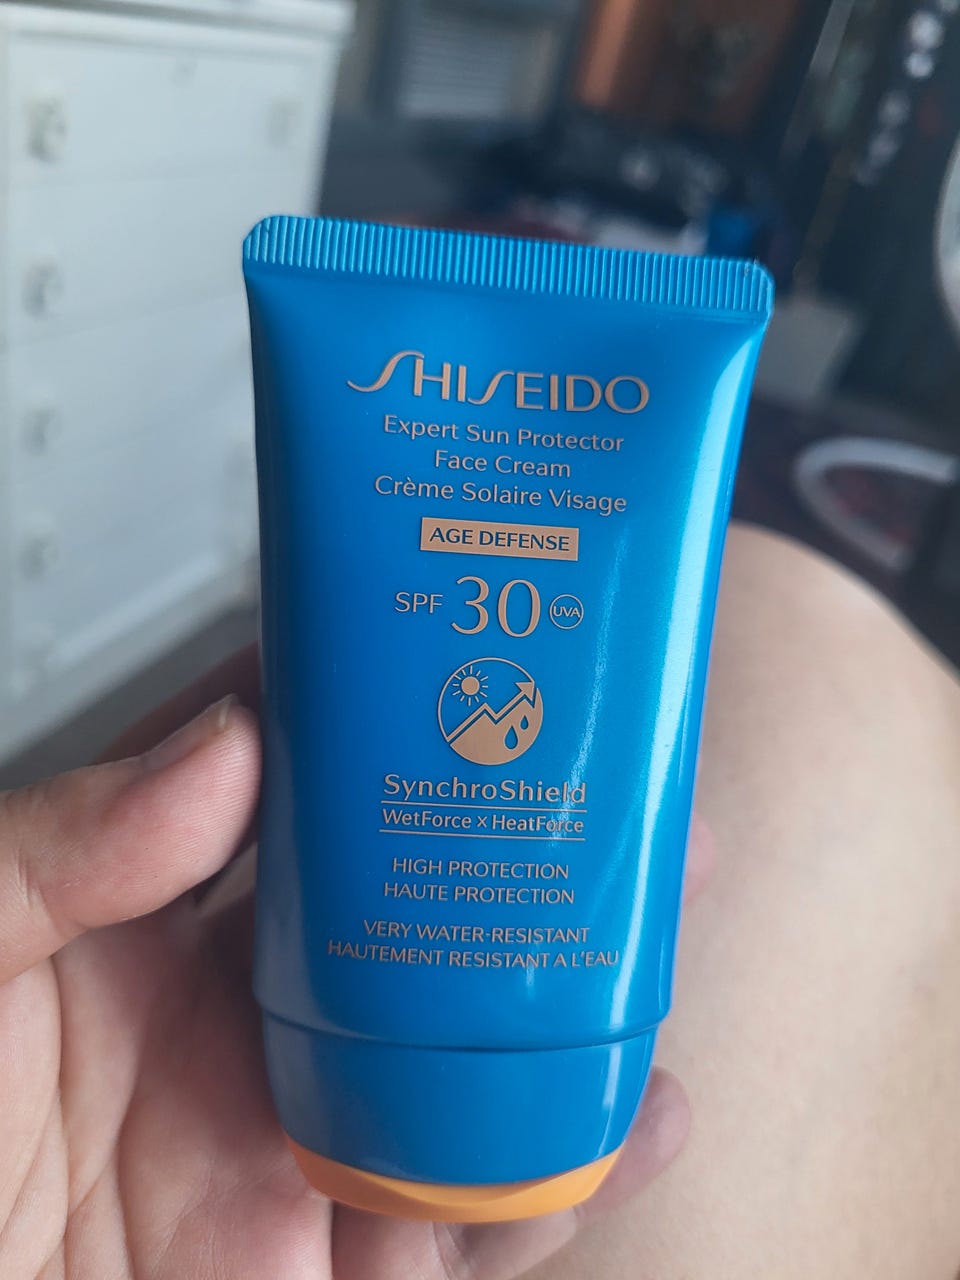 SHISEIDO
Expert Sun Protector
Face Cream
Crème Solaire Visage
AGE DEFENSE
SPF 30 UVA
SynchroShield
WetForce x HeatForce
HIGH PROTECTION
HAUTE PROTECTION
VERY WATER-RESISTANT
HAUTEMENT RESISTANT A L'EAU